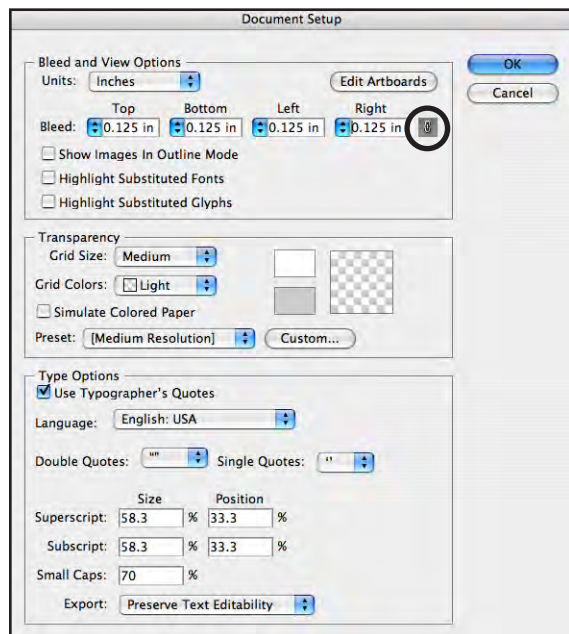 Document Setup
Bleed and View Options
Units: Inches Edit Artboards
OK
Cancel
Top Bottom Left Right
Bleed: 0.125 in 0.125 in 0.125 in 0.125 in
Show Images In Outline Mode
Highlight Substituted Fonts
Highlight Substituted Glyphs
Transparency
Grid Size: Medium
Grid Colors: Light
Simulate Colored Paper
Preset: [Medium Resolution] Custom...
Type Options
Use Typographer's Quotes
Language: English: USA
Double Quotes: “” Single Quotes: ‘’
Size Position
Superscript: 58.3 % 33.3 %
Subscript: 58.3 % 33.3 %
Small Caps: 70 %
Export: Preserve Text Editability